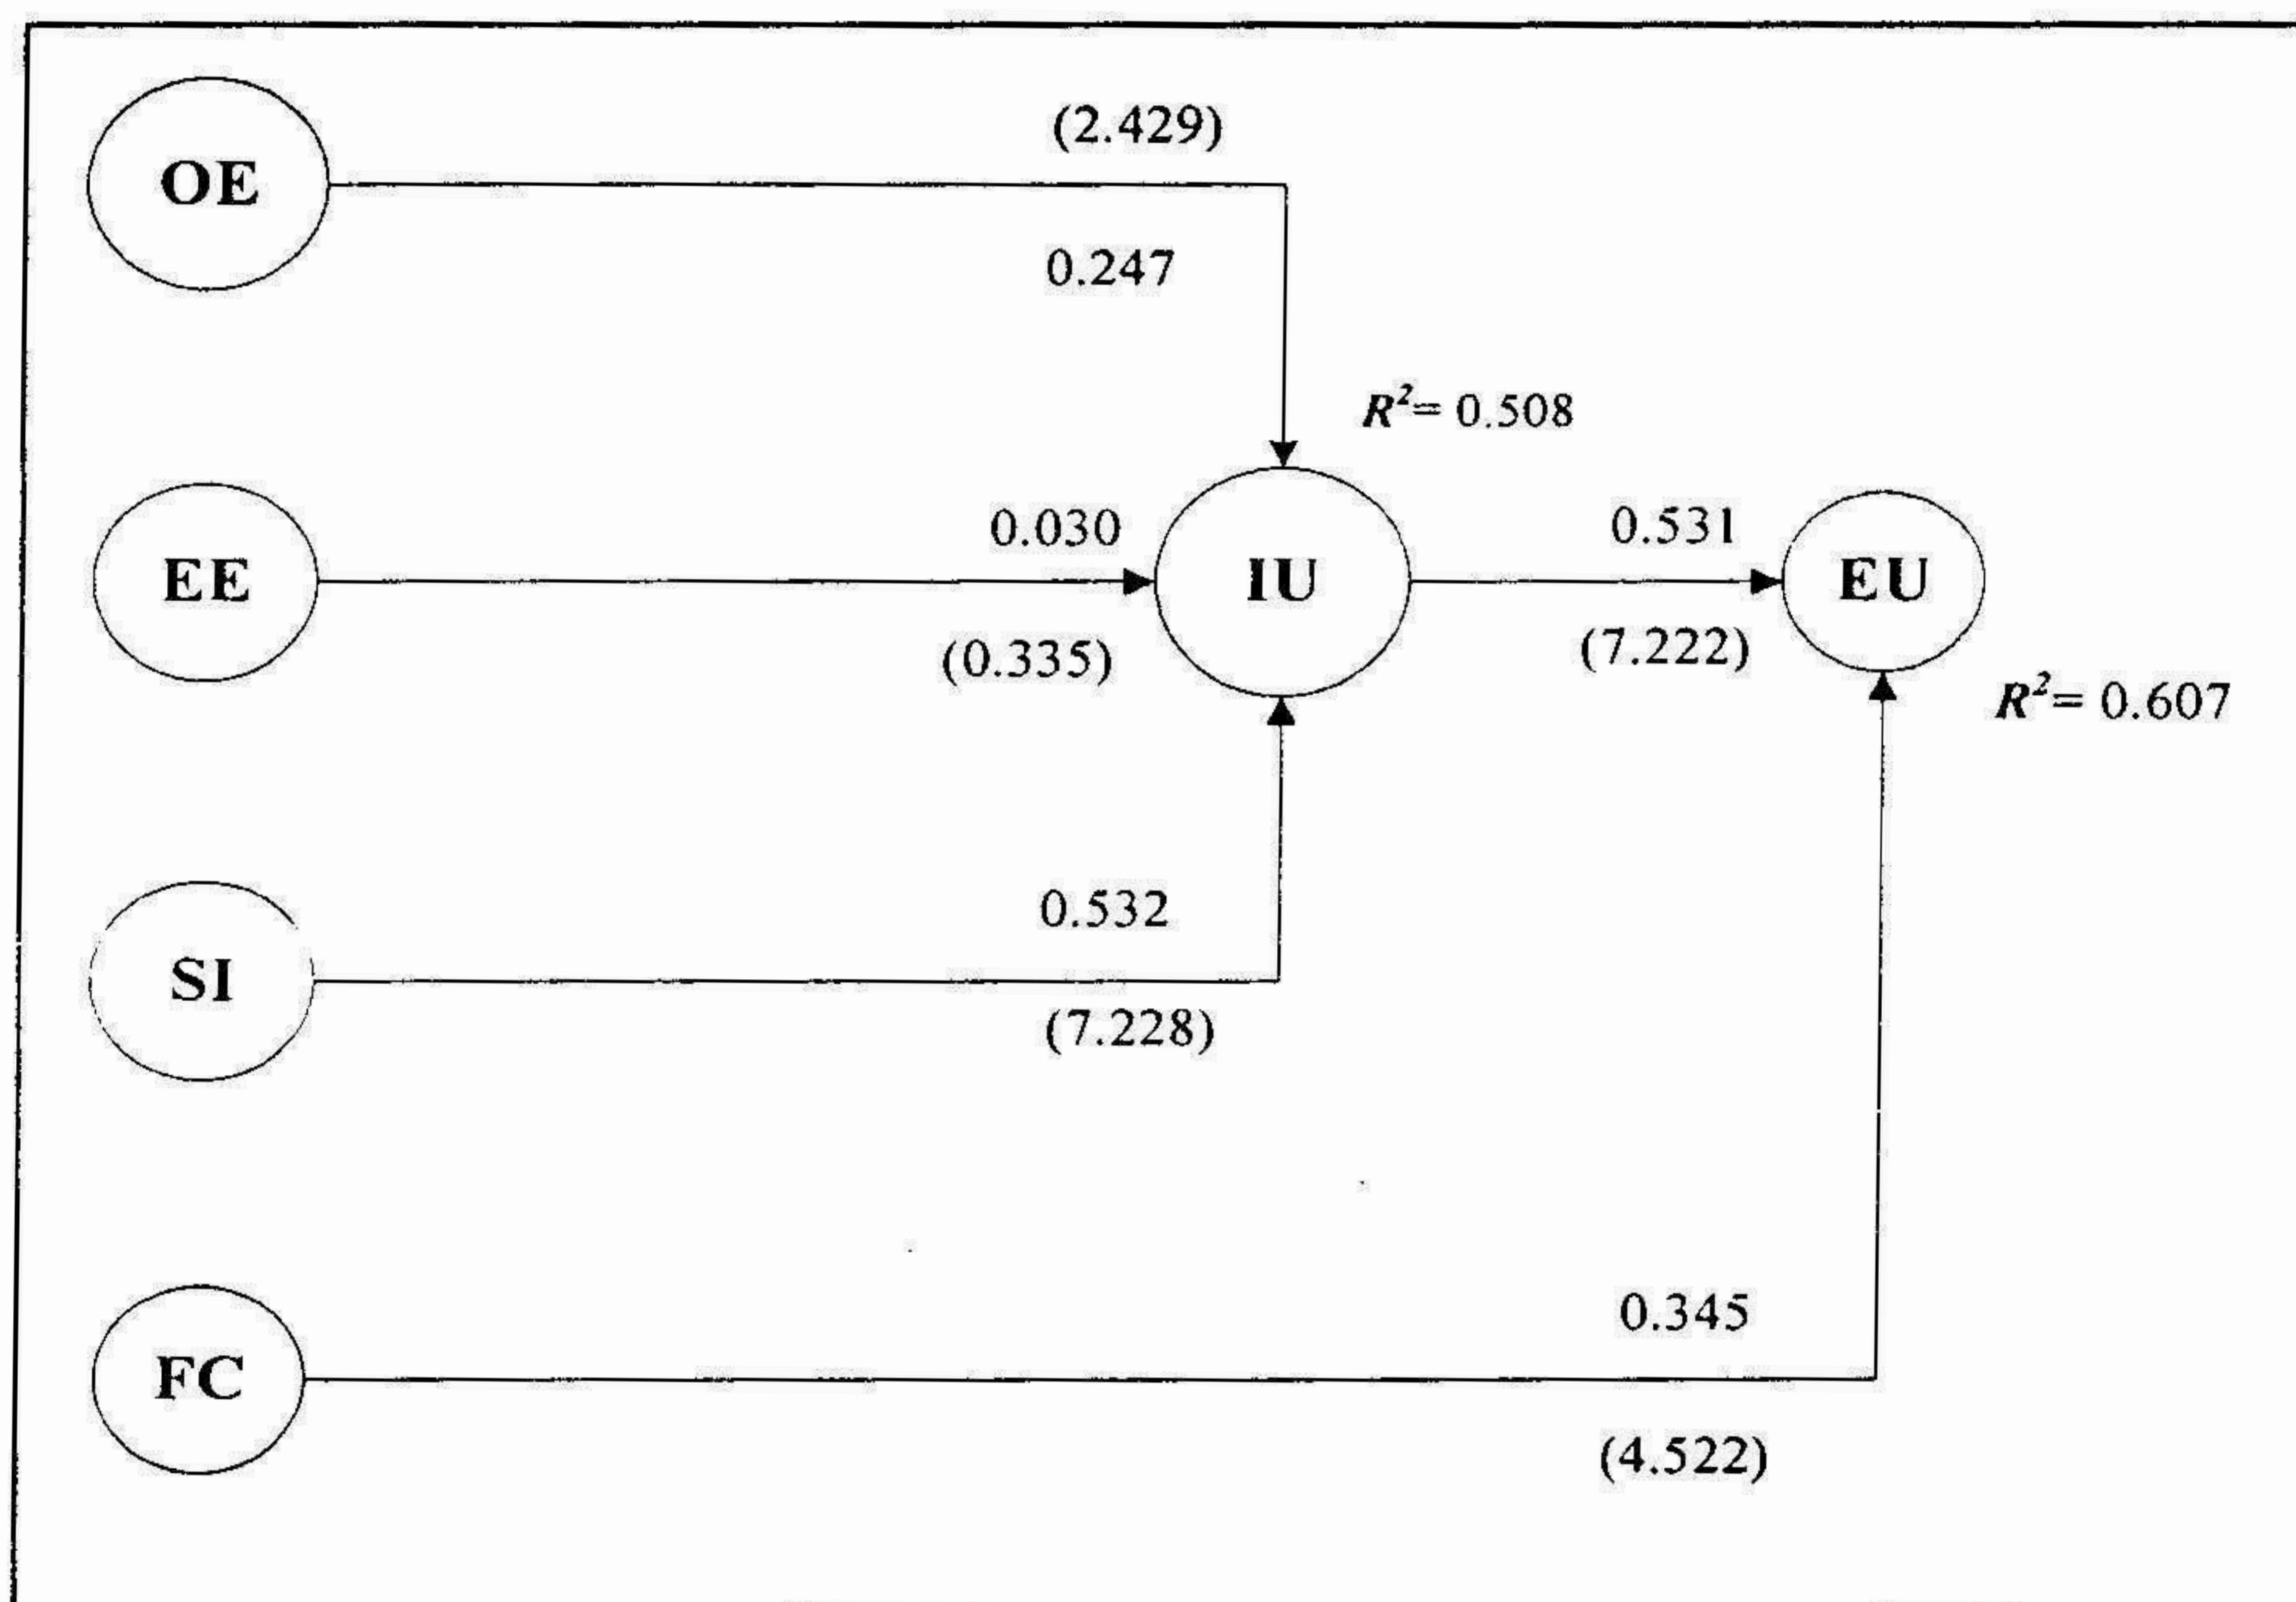 (2.429)
OE
0.247
R²= 0.508
0.030
0.531
EE
IU
EU
(0.335)
(7.222)
R²= 0.607
0.532
SI
(7.228)
0.345
FC
(4.522)